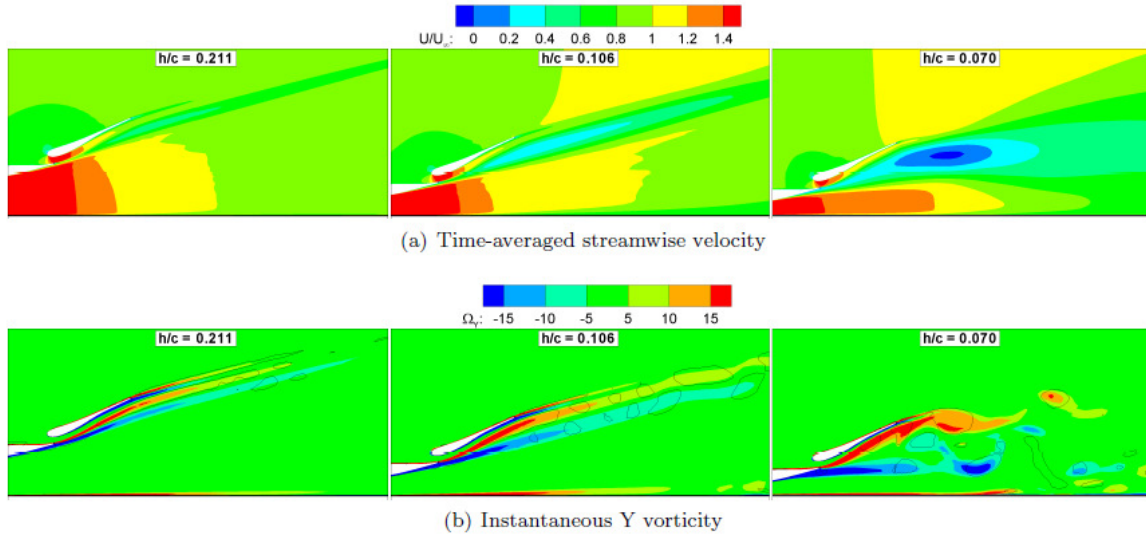 U/U∞: 0 0.2 0.4 0.6 0.8 1 1.2 1.4
h/c = 0.211 h/c = 0.106 h/c = 0.070
(a) Time-averaged streamwise velocity
ΩY: -15 -10 -5 5 10 15
h/c = 0.211 h/c = 0.106 h/c = 0.070
(b) Instantaneous Y vorticity